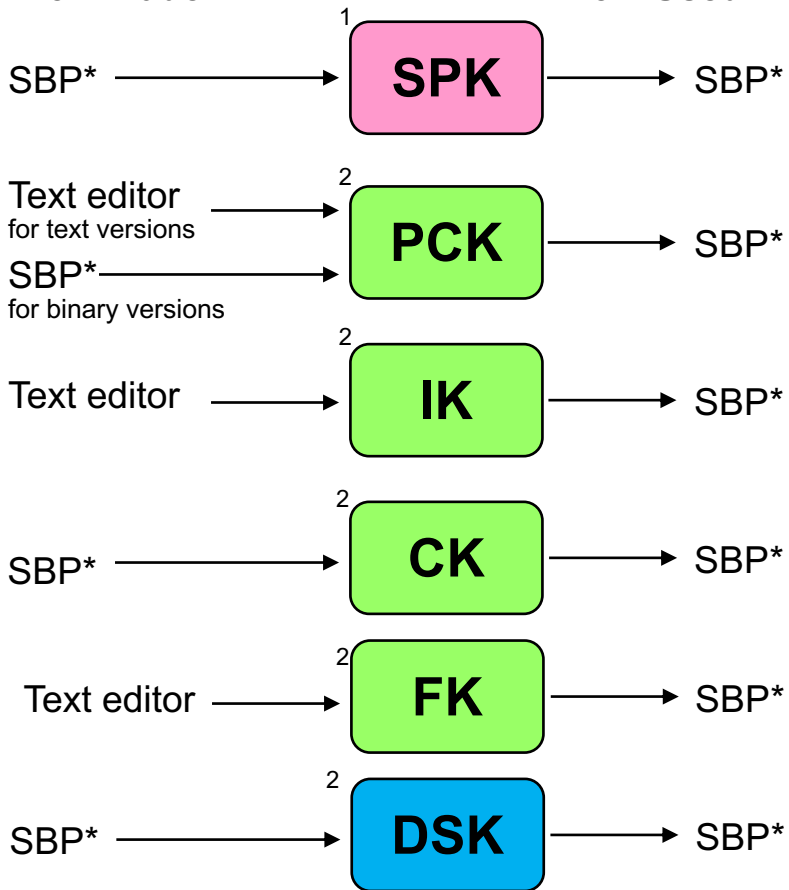 1
SBP* SPK SBP*
2
Text editor
for text versions
PCK SBP*
SBP*
for binary versions
2
Text editor IK SBP*
2
SBP* CK SBP*
2
Text editor FK SBP*
2
SBP* DSK SBP*